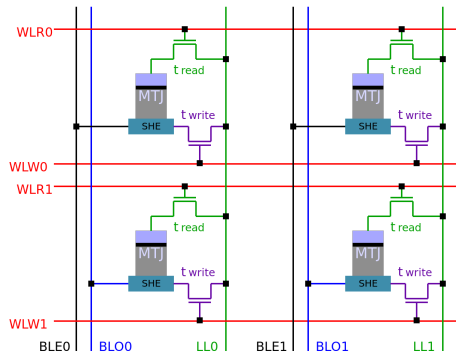 WLR0
t read
t read
MTJ
MTJ
t write
t write
SHE
SHE
WLW0
WLR1
t read
t read
MTJ
MTJ
t write
t write
SHE
SHE
WLW1
BLE0 BLO0 LL0 BLE1 BLO1 LL1